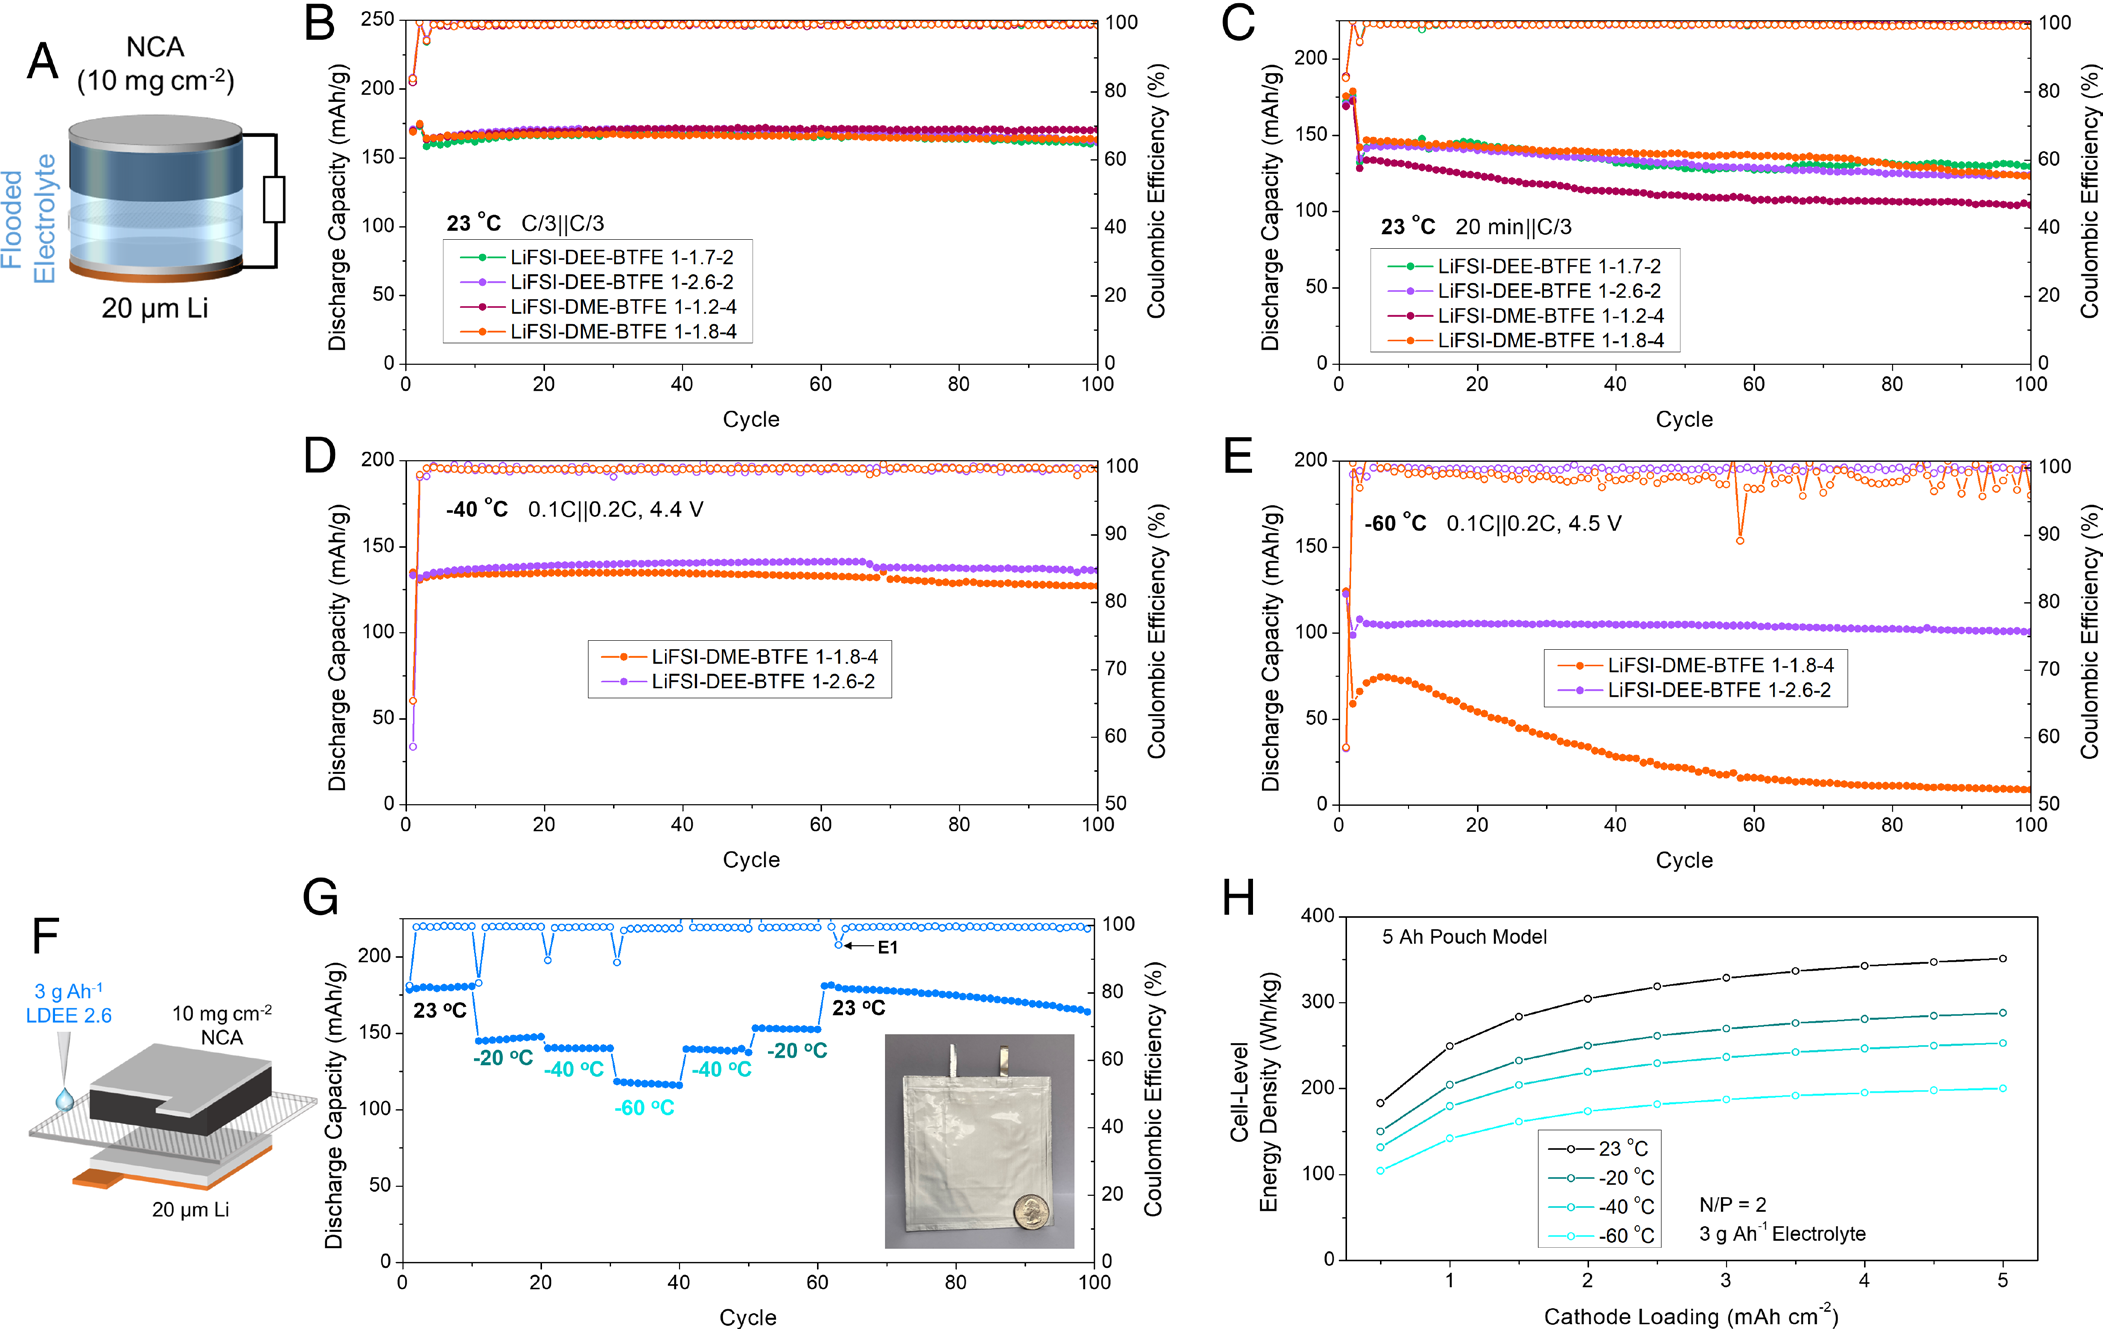 A
NCA
(10 mg cm-2)
Flooded
Electrolyte
20 µm Li
B
Discharge Capacity (mAh/g)
250
200
150
100
50
0
23 °C C/3||C/3
LiFSI-DEE-BTFE 1-1.7-2
LiFSI-DEE-BTFE 1-2.6-2
LiFSI-DME-BTFE 1-1.2-4
LiFSI-DME-BTFE 1-1.8-4
100
80
60
40
20
0
Coulombic Efficiency (%)
0 20 40 60 80 100
Cycle
C
Discharge Capacity (mAh/g)
200
150
100
50
0
23 °C 20 min||C/3
LiFSI-DEE-BTFE 1-1.7-2
LiFSI-DEE-BTFE 1-2.6-2
LiFSI-DME-BTFE 1-1.2-4
LiFSI-DME-BTFE 1-1.8-4
100
80
60
40
20
0
Coulombic Efficiency (%)
0 20 40 60 80 100
Cycle
D
Discharge Capacity (mAh/g)
200
150
100
50
0
-40 °C 0.1C||0.2C, 4.4 V
LiFSI-DME-BTFE 1-1.8-4
LiFSI-DEE-BTFE 1-2.6-2
100
90
80
70
60
50
Coulombic Efficiency (%)
0 20 40 60 80 100
Cycle
E
Discharge Capacity (mAh/g)
200
150
100
50
0
-60 °C 0.1C||0.2C, 4.5 V
LiFSI-DME-BTFE 1-1.8-4
LiFSI-DEE-BTFE 1-2.6-2
100
90
80
70
60
50
Coulombic Efficiency (%)
0 20 40 60 80 100
Cycle
F
3 g Ah-1
LDEE 2.6
10 mg cm-2
NCA
20 µm Li
G
Discharge Capacity (mAh/g)
200
150
100
50
0
E1
23 °C
-20 °C
-40 °C
-60 °C
-40 °C
-20 °C
23 °C
100
80
60
40
20
0
Coulombic Efficiency (%)
0 20 40 60 80 100
Cycle
H
Cell-Level
Energy Density (Wh/kg)
400
300
200
100
0
5 Ah Pouch Model
23 °C
-20 °C
-40 °C
-60 °C
N/P = 2
3 g Ah-1 Electrolyte
1 2 3 4 5
Cathode Loading (mAh cm-2)